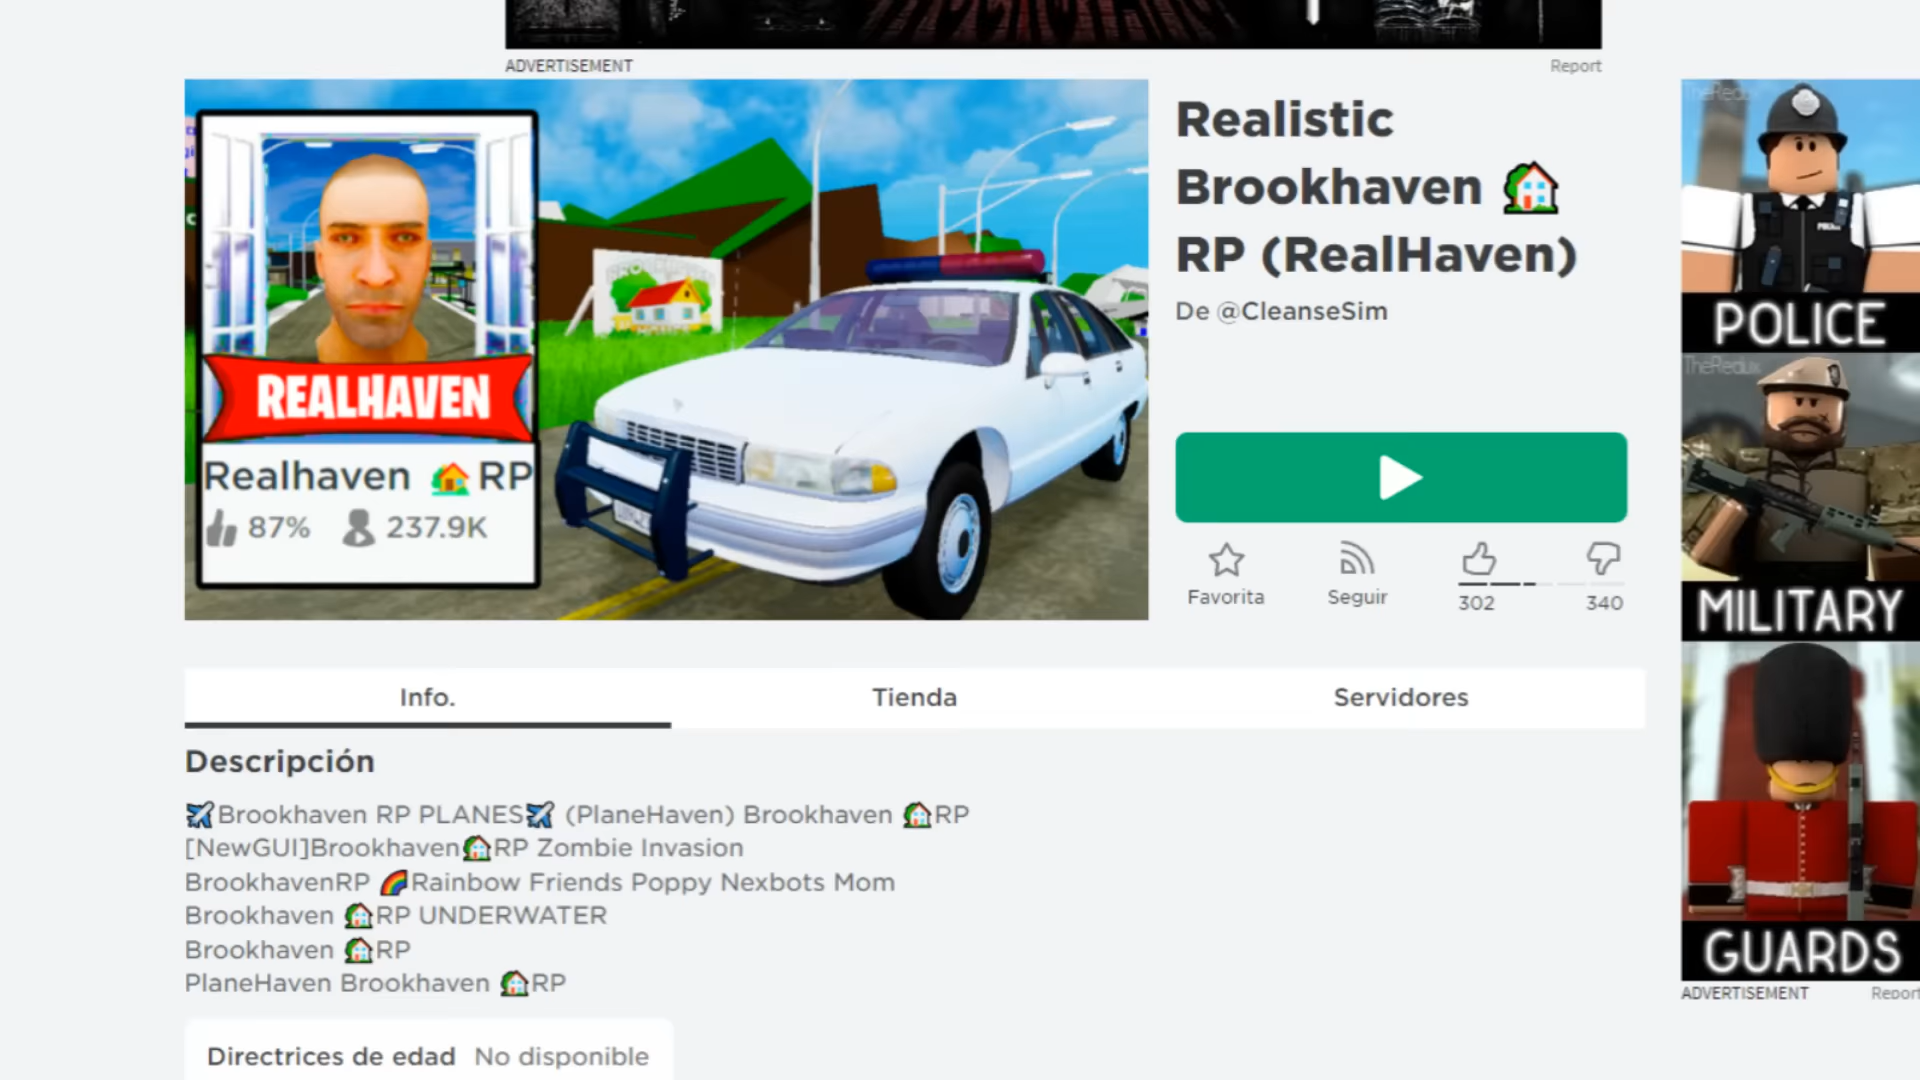 ADVERTISEMENT
Report
REALHAVEN
Realhaven 🏠RP
87% 237.9K
Realistic
Brookhaven 🏡
RP (RealHaven)
De @CleanseSim
Favorita
Seguir
302
340
TheRedux
POLICE
TheRedux
MILITARY
GUARDS
ADVERTISEMENT
Report
Info.
Tienda
Servidores
Descripción
✈️Brookhaven RP PLANES✈️ (PlaneHaven) Brookhaven 🏡RP
[NewGUI]Brookhaven🏡RP Zombie Invasion
BrookhavenRP 🌈Rainbow Friends Poppy Nexbots Mom
Brookhaven 🏡RP UNDERWATER
Brookhaven 🏡RP
PlaneHaven Brookhaven 🏡RP
Directrices de edad No disponible